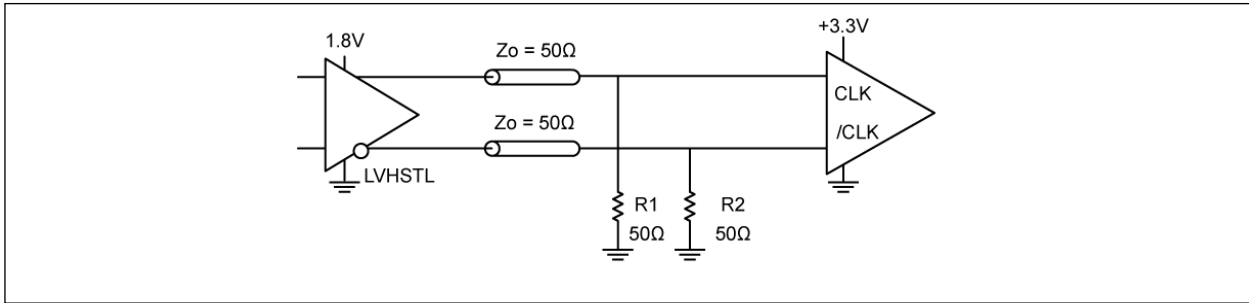 1.8V
Zo = 50Ω
+3.3V
CLK
Zo = 50Ω
/CLK
LVHSTL
R1
50Ω
R2
50Ω